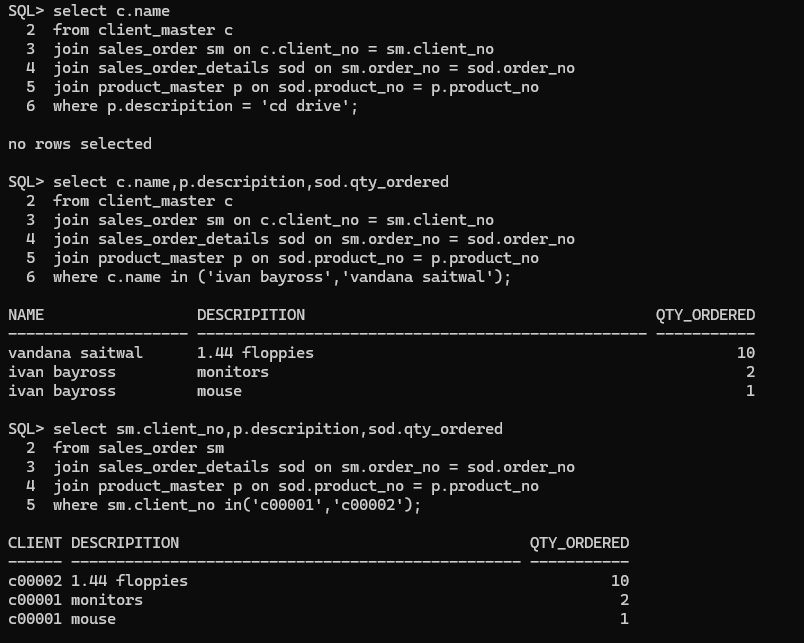 SQL> select c.name
  2  from client_master c
  3  join sales_order sm on c.client_no = sm.client_no
  4  join sales_order_details sod on sm.order_no = sod.order_no
  5  join product_master p on sod.product_no = p.product_no
  6  where p.descripition = 'cd drive';
no rows selected
SQL> select c.name,p.descripition,sod.qty_ordered
  2  from client_master c
  3  join sales_order sm on c.client_no = sm.client_no
  4  join sales_order_details sod on sm.order_no = sod.order_no
  5  join product_master p on sod.product_no = p.product_no
  6  where c.name in ('ivan bayross','vandana saitwal');
NAME                 DESCRIPITION                                       QTY_ORDERED
-------------------- -------------------------------------------------- -----------
vandana saitwal      1.44 floppies                                               10
ivan bayross         monitors                                                     2
ivan bayross         mouse                                                        1
SQL> select sm.client_no,p.descripition,sod.qty_ordered
  2  from sales_order sm
  3  join sales_order_details sod on sm.order_no = sod.order_no
  4  join product_master p on sod.product_no = p.product_no
  5  where sm.client_no in('c00001','c00002');
CLIENT DESCRIPITION                                       QTY_ORDERED
------ -------------------------------------------------- -----------
c00002 1.44 floppies                                               10
c00001 monitors                                                     2
c00001 mouse                                                        1